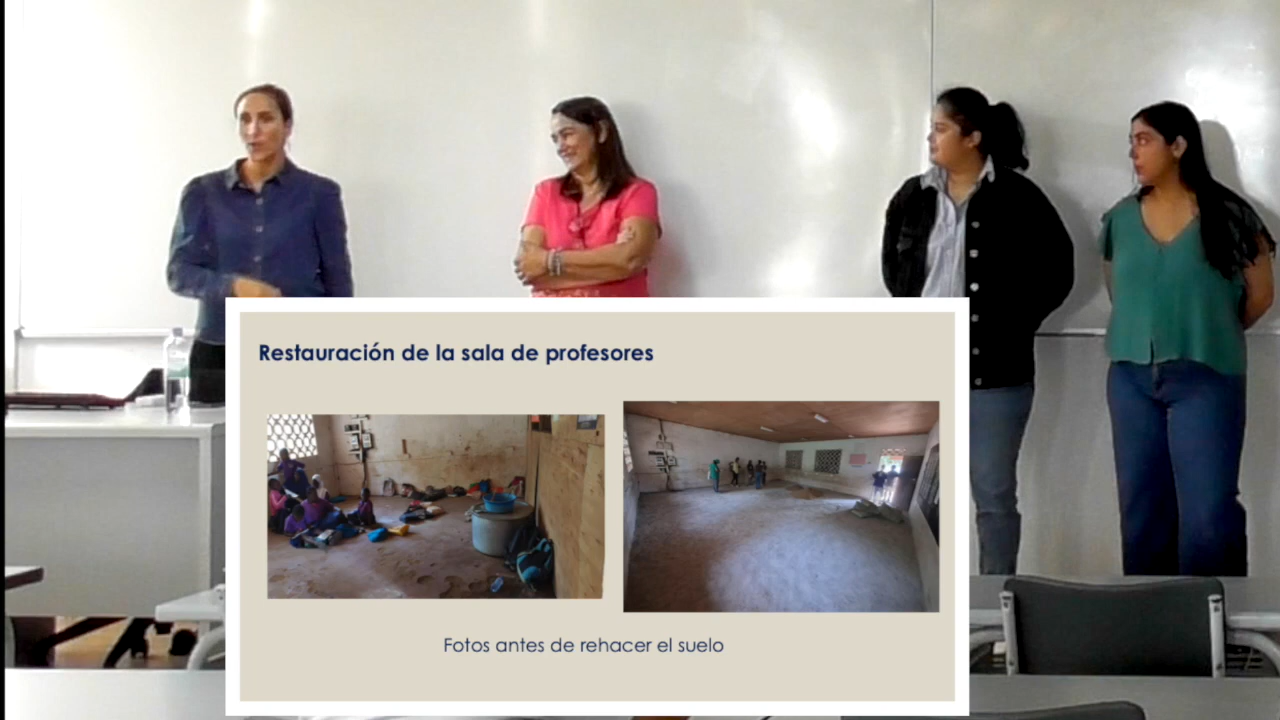 Restauración de la sala de profesores
Fotos antes de rehacer el suelo